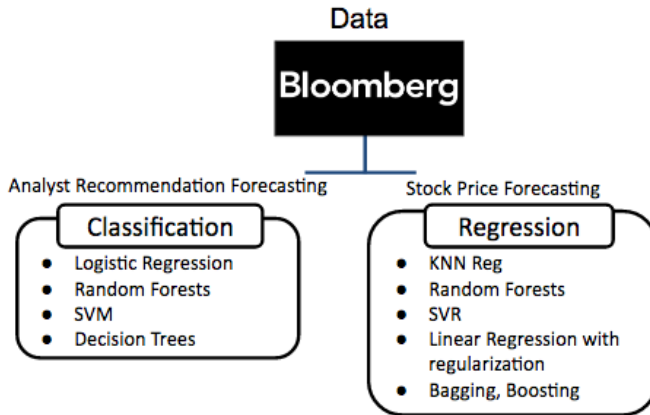 Data
Bloomberg
Analyst Recommendation Forecasting
Classification
● Logistic Regression
● Random Forests
● SVM
● Decision Trees
Stock Price Forecasting
Regression
● KNN Reg
● Random Forests
● SVR
● Linear Regression with
regularization
● Bagging, Boosting